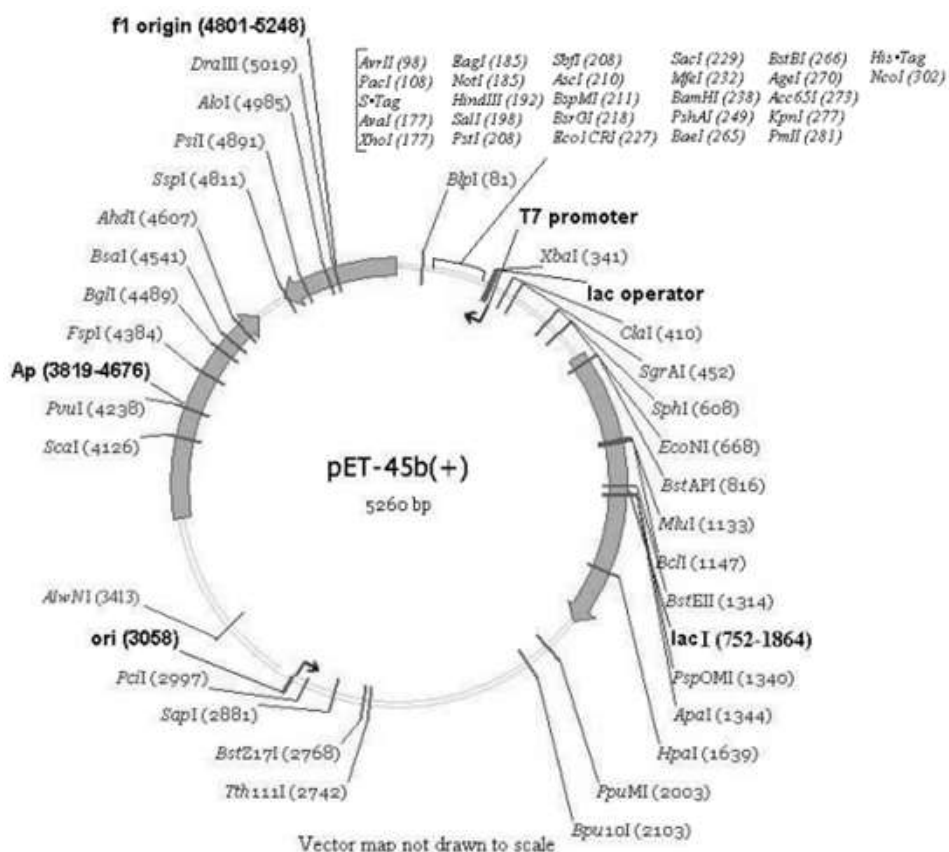 f1 origin (4801-5248)
DraIII (5019)
AloI (4985)
PsiI (4891)
SspI (4811)
AhdI (4607)
BsaI (4541)
BglI (4489)
FspI (4384)
Ap (3819-4676)
PvuI (4238)
ScaI (4126)
AlwNI (3413)
ori (3058)
PciI (2997)
SapI (2881)
BstZ17I (2768)
Tth111I (2742)
AvrII (98) EagI (185) SbfI (208) SacI (229) BstBI (266) His•Tag
PacI (108) NotI (185) AscI (210) MfeI (232) AgeI (270) NcoI (302)
S•Tag HindIII (192) BspMI (211) BamHI (238) Acc65I (273)
AvaI (177) SalI (198) BsrGI (218) PshAI (249) KpnI (277)
XhoI (177) PstI (208) Eco1CRI (227) BaeI (265) PmlI (281)
BlpI (81)
T7 promoter
XbaI (341)
lac operator
ClaI (410)
SgrAI (452)
SphI (608)
EcoNI (668)
BstAPI (816)
MluI (1133)
BclI (1147)
BstEII (1314)
lacI (752-1864)
PspOMI (1340)
ApaI (1344)
HpaI (1639)
PpuMI (2003)
Bpu10I (2103)
pET-45b(+)
5260 bp
Vector map not drawn to scale